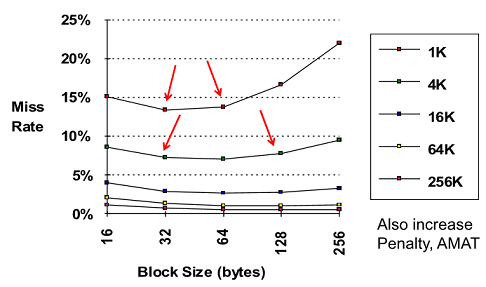 25%
20%
15%
10%
5%
0%
Miss
Rate
16
32
64
128
256
Block Size (bytes)
1K
4K
16K
64K
256K
Also increase
Penalty, AMAT